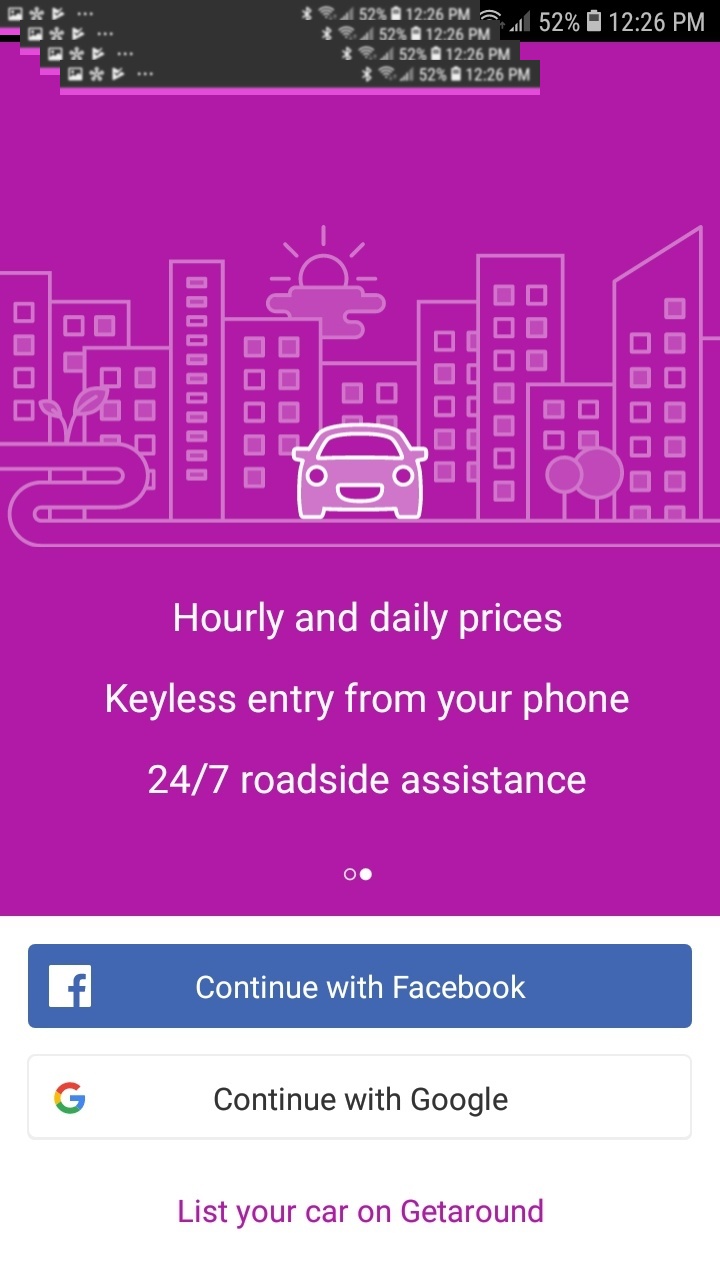 52% 12:26 PM
52% 12:26 PM
52% 12:26 PM
52% 12:26 PM
52% 12:26 PM
Hourly and daily prices
Keyless entry from your phone
24/7 roadside assistance
Continue with Facebook
Continue with Google
List your car on Getaround